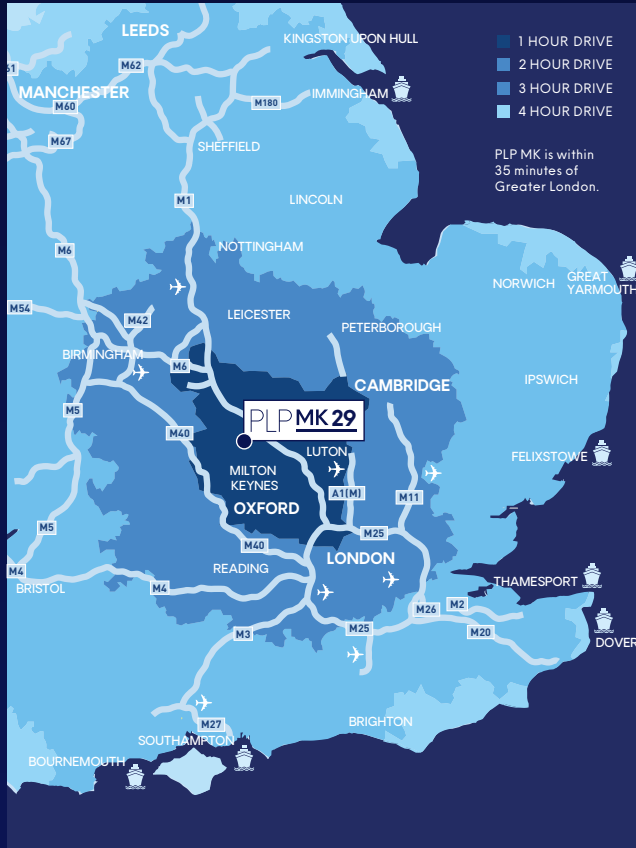 LEEDS
KINGSTON UPON HULL
1 HOUR DRIVE
2 HOUR DRIVE
3 HOUR DRIVE
4 HOUR DRIVE
61
M62
MANCHESTER
M60
M180
IMMINGHAM
M67
SHEFFIELD
PLP MK is within
35 minutes of
Greater London.
M1
LINCOLN
M6
NOTTINGHAM
NORWICH
GREAT
YARMOUTH
M54
M42
LEICESTER
PETERBOROUGH
BIRMINGHAM
M6
CAMBRIDGE
IPSWICH
M5
PLP MK 29
M40
LUTON
FELIXSTOWE
MILTON
KEYNES
A1(M)
M11
OXFORD
M5
M25
M40
LONDON
M4
READING
BRISTOL
M4
THAMESPORT
M26
M2
M3
M25
M20
DOVER
M27
BRIGHTON
SOUTHAMPTON
BOURNEMOUTH